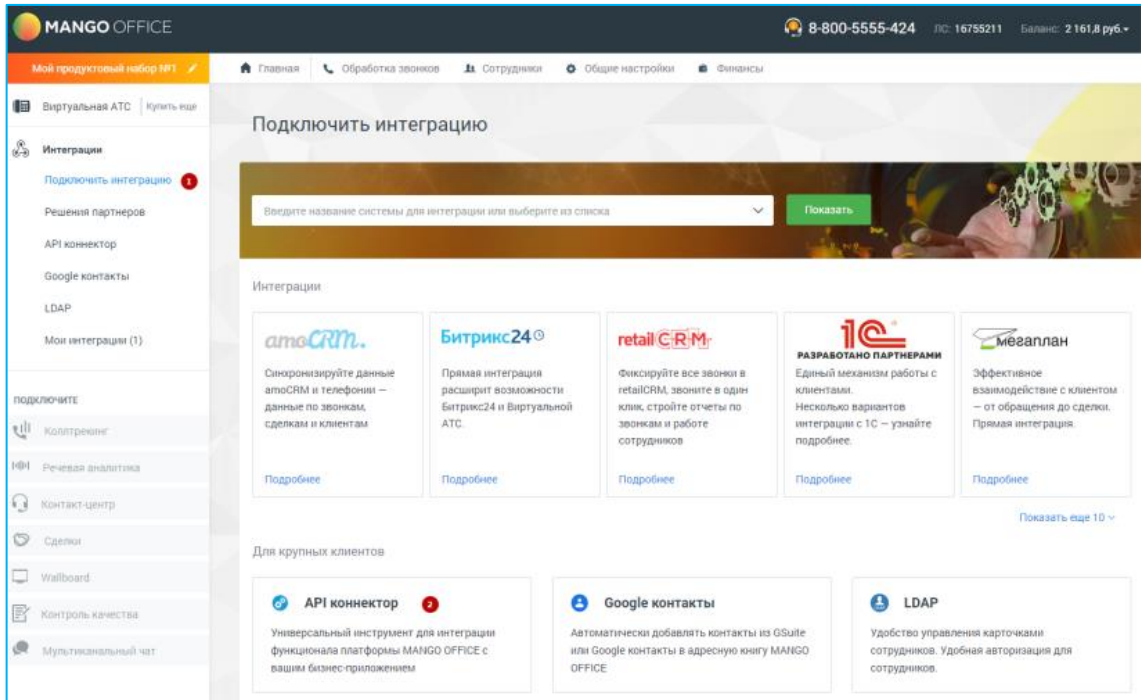 MANGO OFFICE
8-800-5555-424 ЛС: 16755211 Баланс: 2 161,8 руб.
Мой продуктовый набор №1
Главная Обработка звонков Сотрудники Общие настройки Финансы
Виртуальная АТС Купить еще
Интеграции
Подключить интеграцию 1
Решения партнеров
API коннектор
Google контакты
LDAP
Мои интеграции (1)
ПОДКЛЮЧИТЕ
Коллтрекинг
Речевая аналитика
Контакт-центр
Сделки
Wallboard
Контроль качества
Мультиканальный чат
Подключить интеграцию
Введите название системы для интеграции или выберите из списка
Показать
Интеграции
amoCRM.
Синхронизируйте данные
amoCRM и телефонии —
данные по звонкам,
сделкам и клиентам
Подробнее
Битрикс24
Прямая интеграция
расширит возможности
Битрикс24 и Виртуальной
АТС.
Подробнее
retailCRM
Фиксируйте все звонки в
retailCRM, звоните в один
клик, стройте отчеты по
звонкам и работе
сотрудников
Подробнее
1С
РАЗРАБОТАНО ПАРТНЕРАМИ
Единый механизм работы с
клиентами.
Несколько вариантов
интеграции с 1С — узнайте
подробнее.
Подробнее
мегаплан
Эффективное
взаимодействие с клиентом
— от обращения до сделки.
Прямая интеграция.
Подробнее
Показать еще 10
Для крупных клиентов
API коннектор 2
Универсальный инструмент для интеграции
функционала платформы MANGO OFFICE с
вашим бизнес-приложением
Google контакты
Автоматически добавлять контакты из GSuite
или Google контакты в адресную книгу MANGO
OFFICE
LDAP
Удобство управления карточками
сотрудников. Удобная авторизация для
сотрудников.